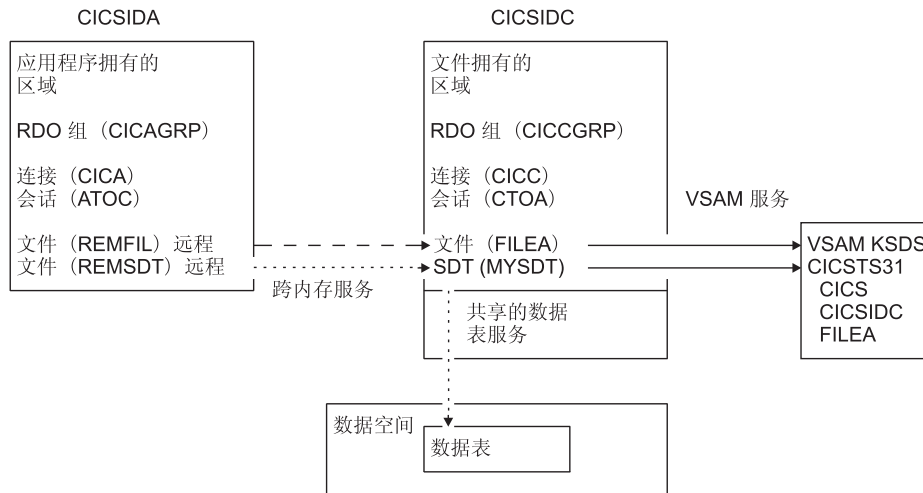 CICSIDA
应用程序拥有的
区域
RDO 组（CICAGRP）
连接（CICA）
会话（ATOC）
文件（REMFIL）远程
文件（REMSDT）远程
跨内存服务
CICSIDC
文件拥有的
区域
RDO 组（CICCGRP）
连接（CICC）
会话（CTOA）
文件（FILEA）
SDT (MYSDT)
共享的数据
表服务
VSAM 服务
VSAM KSDS
CICSTS31
CICS
CICSIDC
FILEA
数据空间
数据表